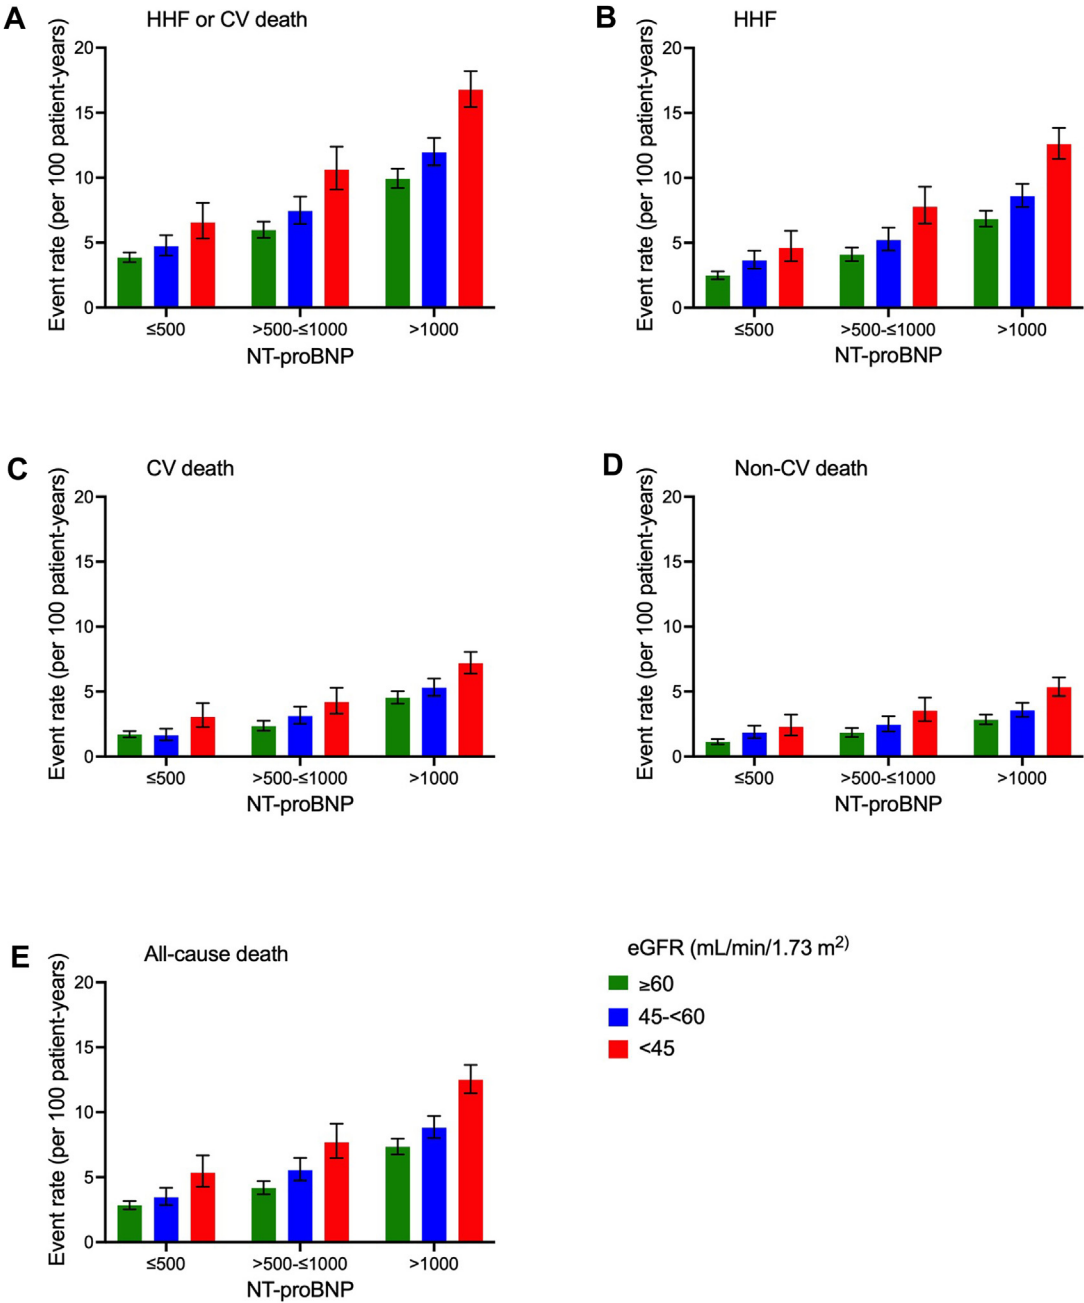 A
HHF or CV death
Event rate (per 100 patient-years)
20
15
10
5
0
≤500
>500-≤1000
>1000
NT-proBNP
B
HHF
Event rate (per 100 patient-years)
20
15
10
5
0
≤500
>500-≤1000
>1000
NT-proBNP
C
CV death
Event rate (per 100 patient-years)
20
15
10
5
0
≤500
>500-≤1000
>1000
NT-proBNP
D
Non-CV death
Event rate (per 100 patient-years)
20
15
10
5
0
≤500
>500-≤1000
>1000
NT-proBNP
E
All-cause death
Event rate (per 100 patient-years)
20
15
10
5
0
≤500
>500-≤1000
>1000
NT-proBNP
eGFR (mL/min/1.73 m²⁾
≥60
45-<60
<45